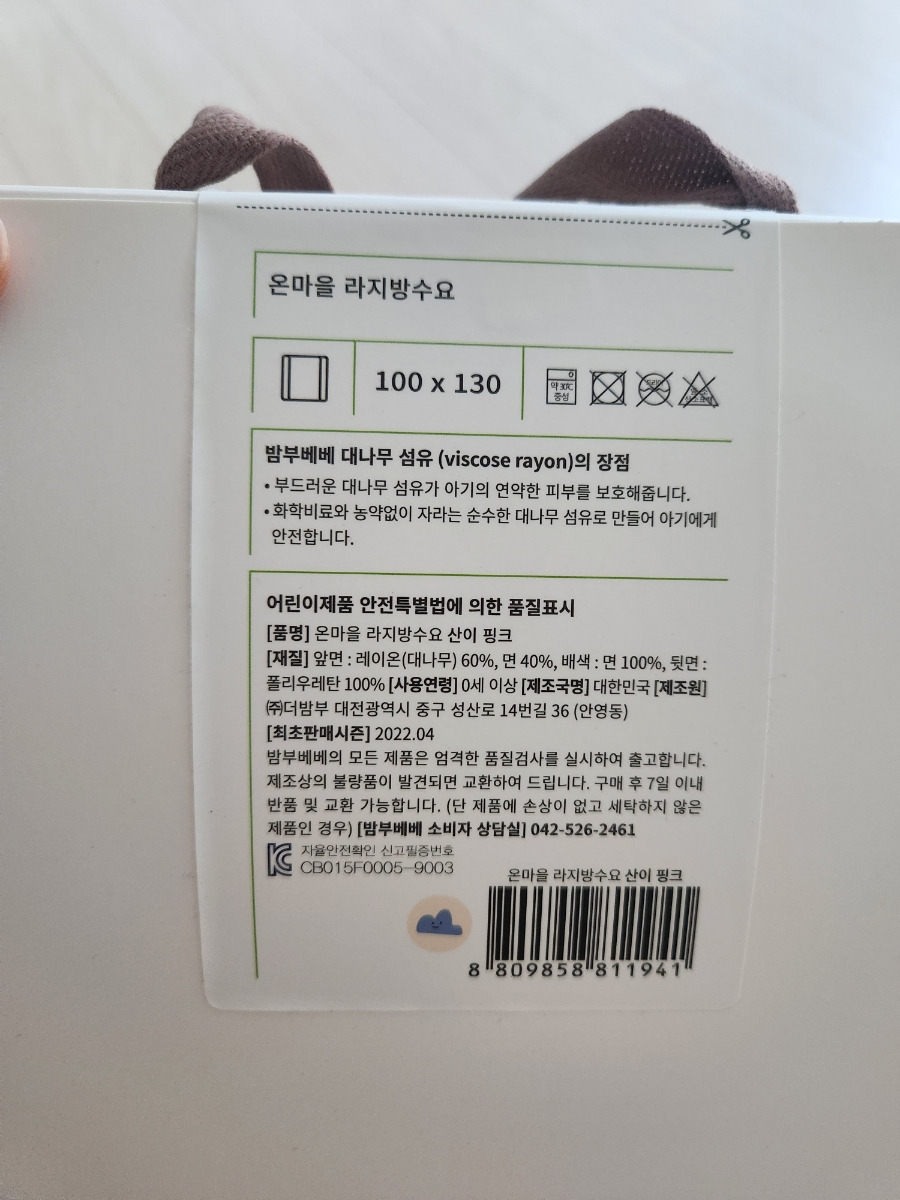 온마을 라지방수요
100 x 130
약 30℃
중성
밤부베베 대나무 섬유 (viscose rayon)의 장점
• 부드러운 대나무 섬유가 아기의 연약한 피부를 보호해줍니다.
• 화학비료와 농약없이 자라는 순수한 대나무 섬유로 만들어 아기에게
안전합니다.
어린이제품 안전특별법에 의한 품질표시
[품명] 온마을 라지방수요 산이 핑크
[재질] 앞면 : 레이온(대나무) 60%, 면 40%, 배색 : 면 100%, 뒷면 :
폴리우레탄 100% [사용연령] 0세 이상 [제조국명] 대한민국 [제조원]
㈜더밤부 대전광역시 중구 성산로 14번길 36 (안영동)
[최초판매시즌] 2022.04
밤부베베의 모든 제품은 엄격한 품질검사를 실시하여 출고합니다.
제조상의 불량품이 발견되면 교환하여 드립니다. 구매 후 7일 이내
반품 및 교환 가능합니다. (단 제품에 손상이 없고 세탁하지 않은
제품인 경우) [밤부베베 소비자 상담실] 042-526-2461
자율안전확인 신고필증번호
CB015F0005-9003
온마을 라지방수요 산이 핑크
8 809858 811941